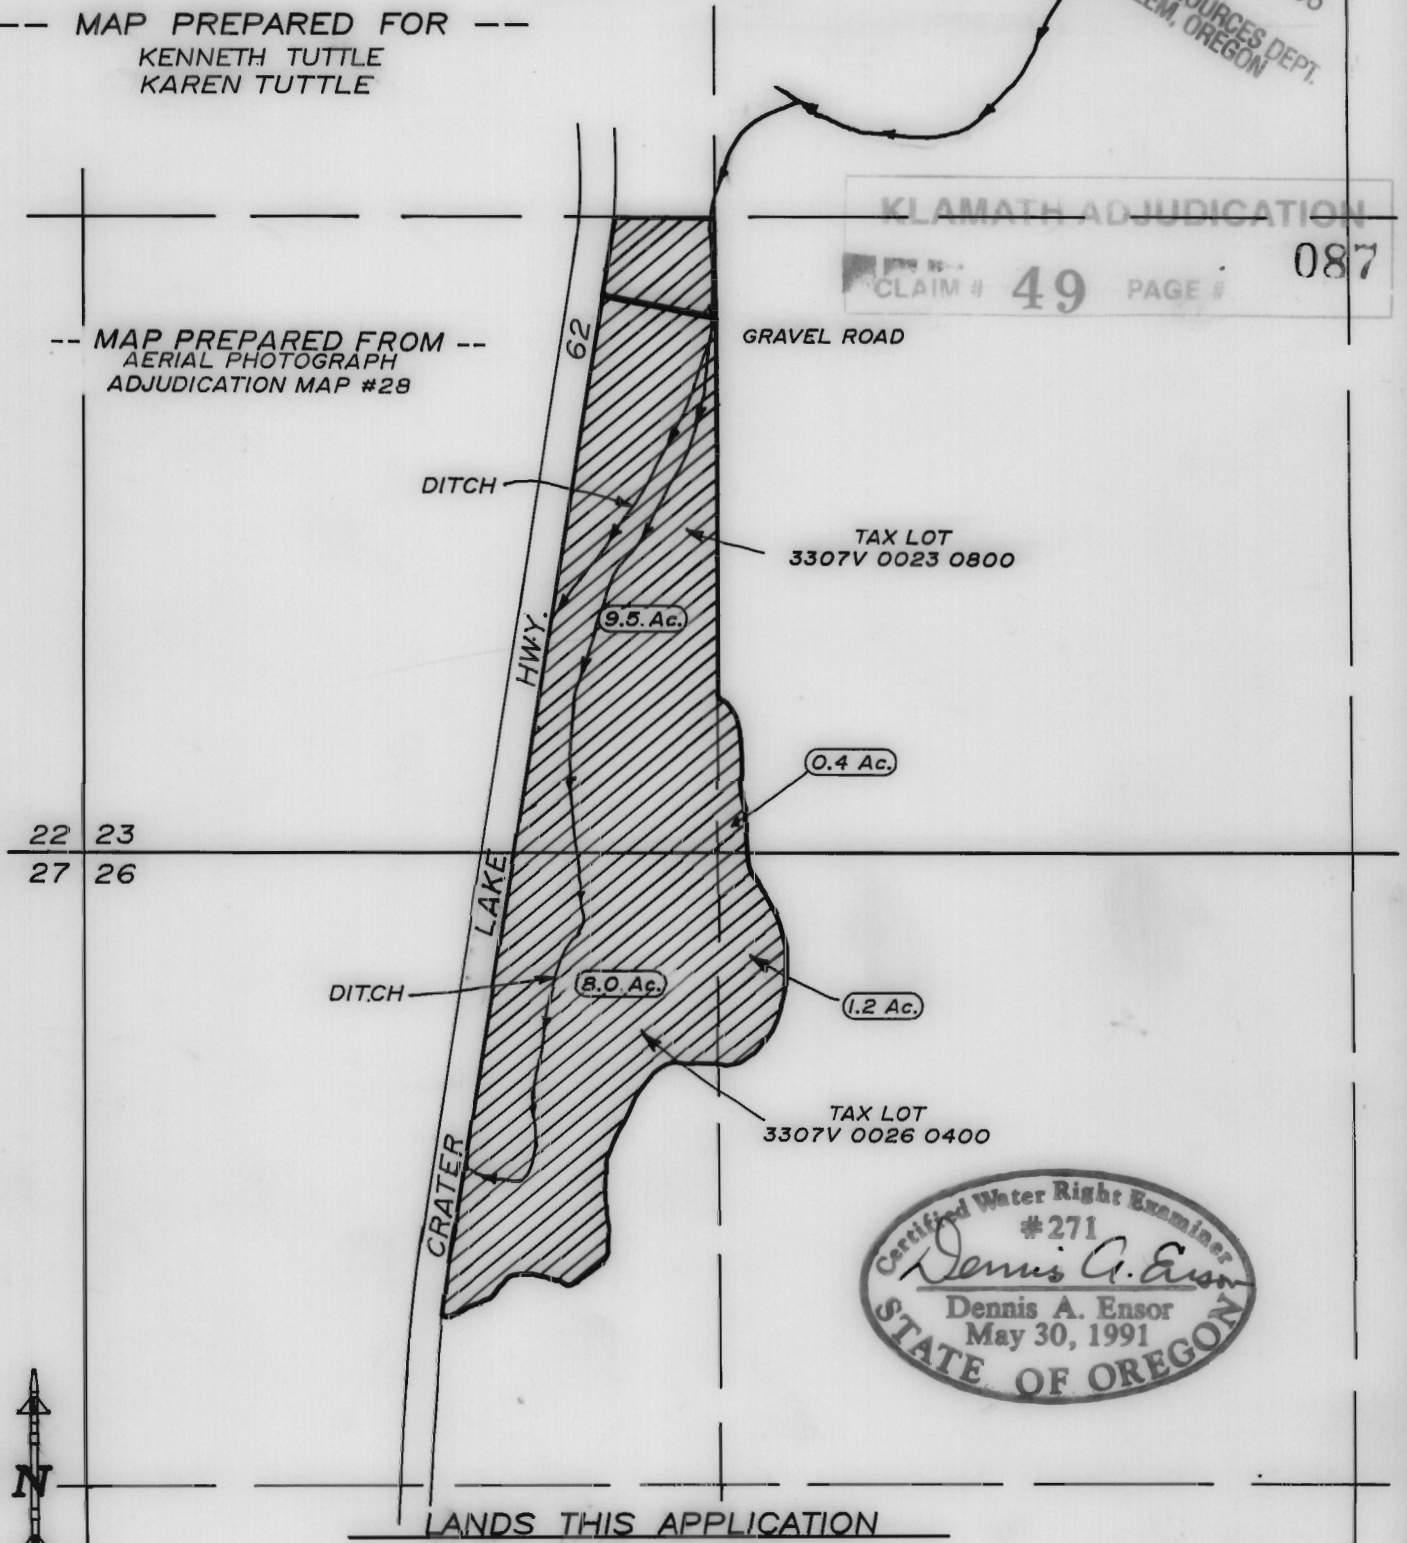 -- MAP PREPARED FOR --
KENNETH TUTTLE
KAREN TUTTLE
DEPT.
OREGON
KLAMATH ADJUDICATION
087
CLAIM # 49 PAGE #
-- MAP PREPARED FROM --
AERIAL PHOTOGRAPH
ADJUDICATION MAP #28
62
GRAVEL ROAD
DITCH
TAX LOT
3307V 0023 0800
9.5. Ac.
HWY.
0.4 Ac.
22 23
27 26
LAKE
DITCH
8.0. Ac.
1.2 Ac.
TAX LOT
3307V 0026 0400
CRATER
Certified Water Right Examiner
#271
Dennis A. Ensor
Dennis A. Ensor
May 30, 1991
STATE OF OREGON
N
LANDS THIS APPLICATION